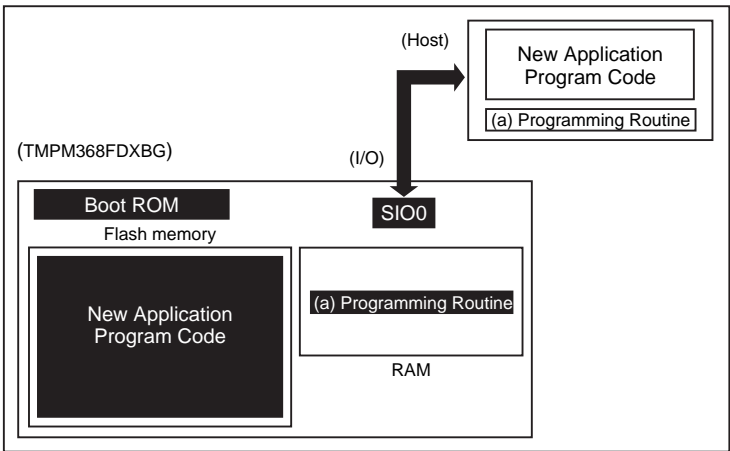 (Host)
New Application
Program Code
(a) Programming Routine
(TMPM368FDXBG)
(I/O)
Boot ROM
SIO0
Flash memory
New Application
Program Code
(a) Programming Routine
RAM